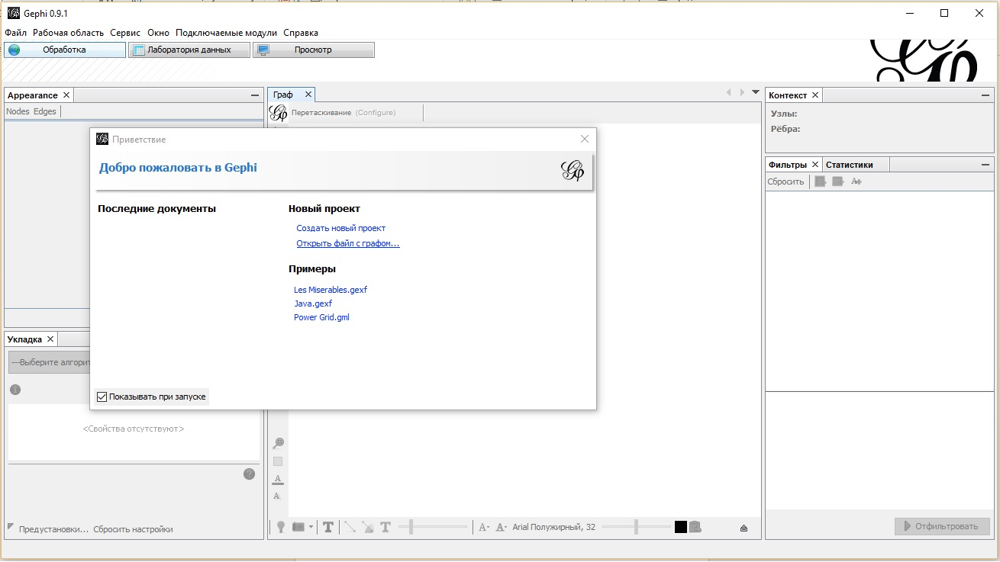 Gephi 0.9.1
Файл Рабочая область Сервис Окно Подключаемые модули Справка
Обработка Лаборатория данных Просмотр
Appearance
Nodes Edges
Граф
Перетаскивание (Configure)
Контекст
Узлы:
Рёбра:
Фильтры Статистики
Сбросить
Приветствие
Добро пожаловать в Gephi
Последние документы
Новый проект
Создать новый проект
Открыть файл с графом...
Примеры
Les Miserables.gexf
Java.gexf
Power Grid.gml
Показывать при запуске
Укладка
---Выберите алгорит
<Свойства отсутствуют>
Предустановки... Сбросить настройки
Arial Полужирный, 32
Отфильтровать